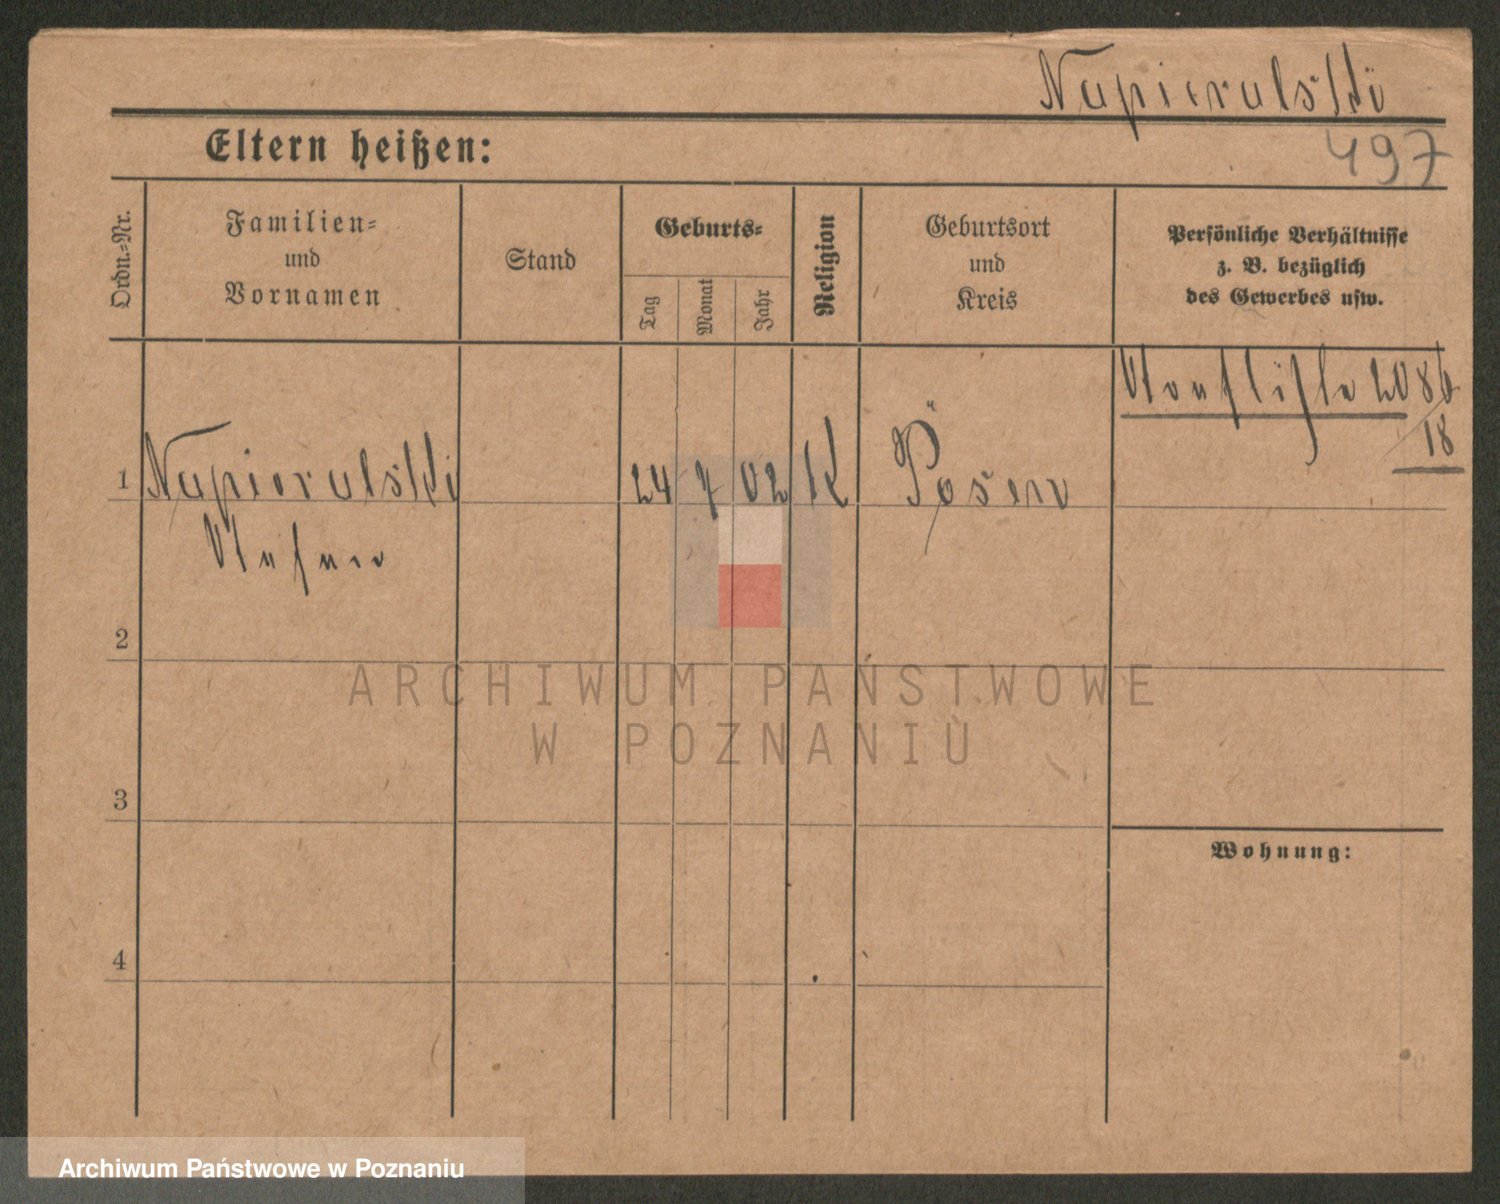 Napieralski
497
Eltern heißen:
Ordn.-Nr.
Familien-
und
Vornamen
Stand
Geburts-
Tag
Monat
Jahr
Religion
Geburtsort
und
Kreis
Persönliche Verhältnisse
z. B. bezüglich
des Gewerbes usw.
2086
18
1
Napieralski
24
7
02
K
Posen
Stefan
2
3
4
Wohnung:
ARCHIWUM PAŃSTWOWE
W POZNANIU
Archiwum Państwowe w Poznaniu